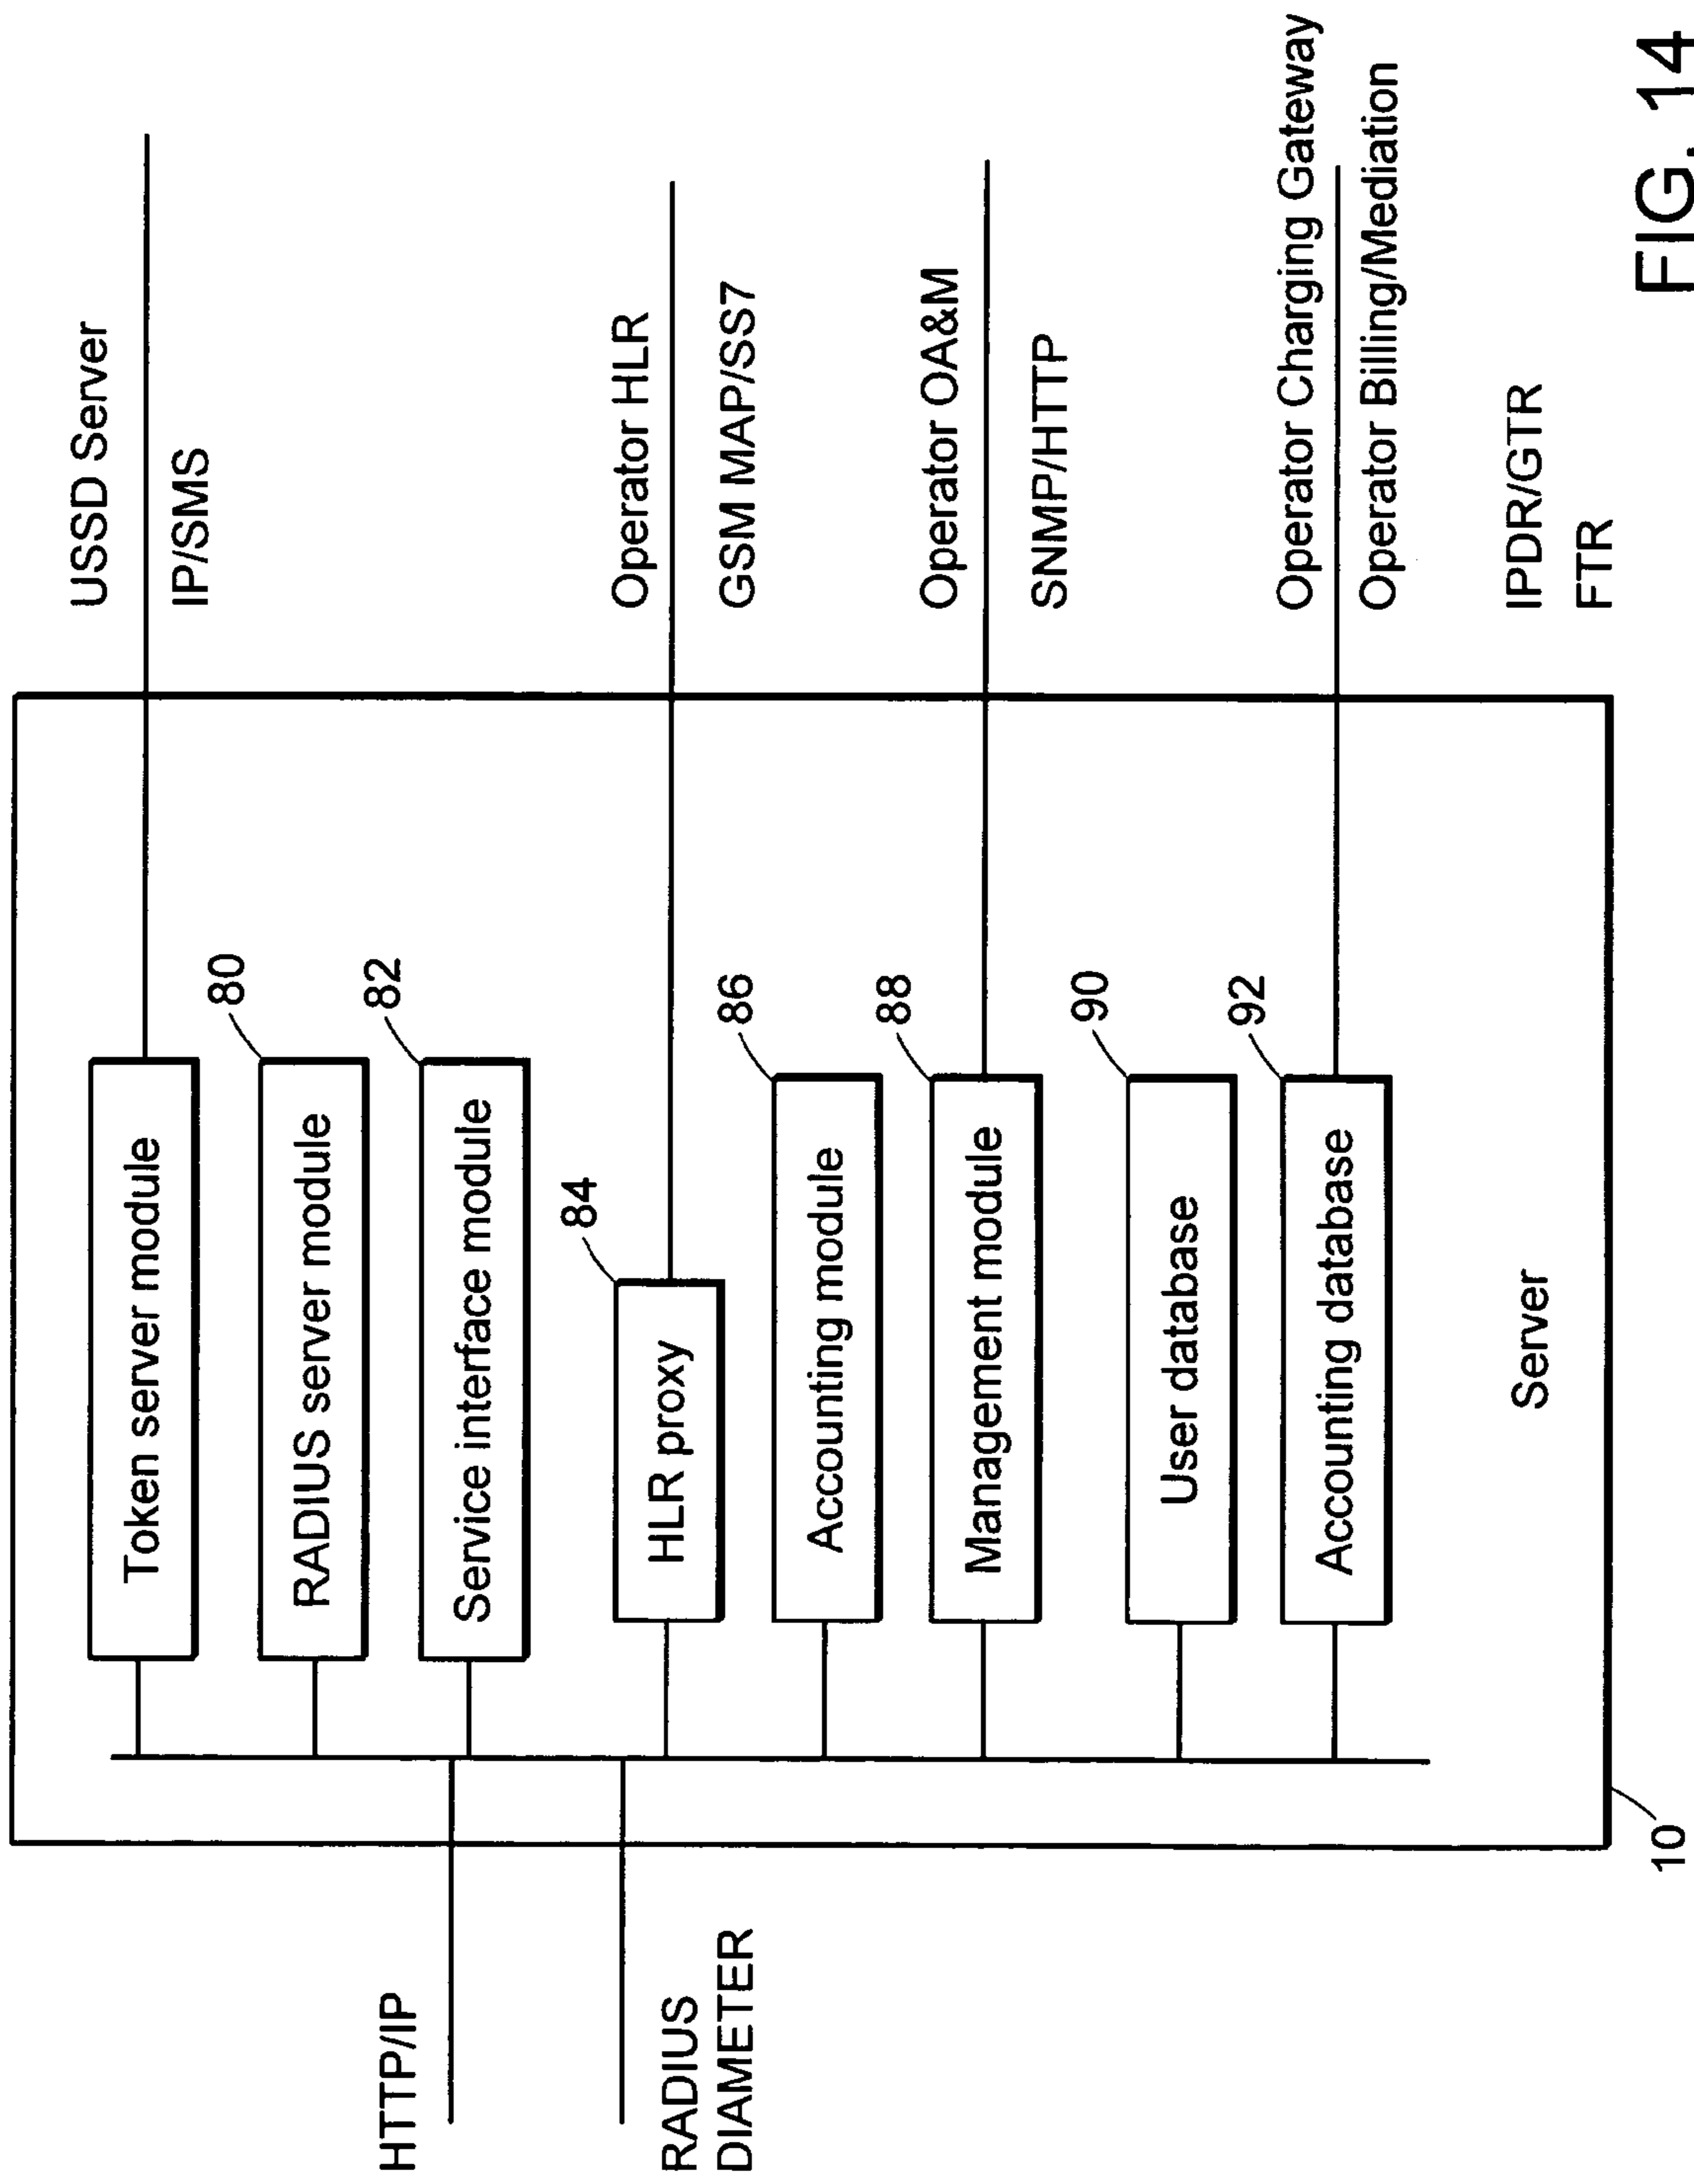 USSD Server
IP/SMS
Token server module
80
RADIUS server module
82
Service interface module
HTTP/IP
84
HLR proxy
Operator HLR
GSM MAP/SS7
RADIUS
DIAMETER
86
Accounting module
88
Management module
Operator OA&M
SNMP/HTTP
90
User database
92
Accounting database
Operator Charging Gateway
Operator Billing/Mediation
IPDR/GTR
FTR
Server
10
FIG. 14